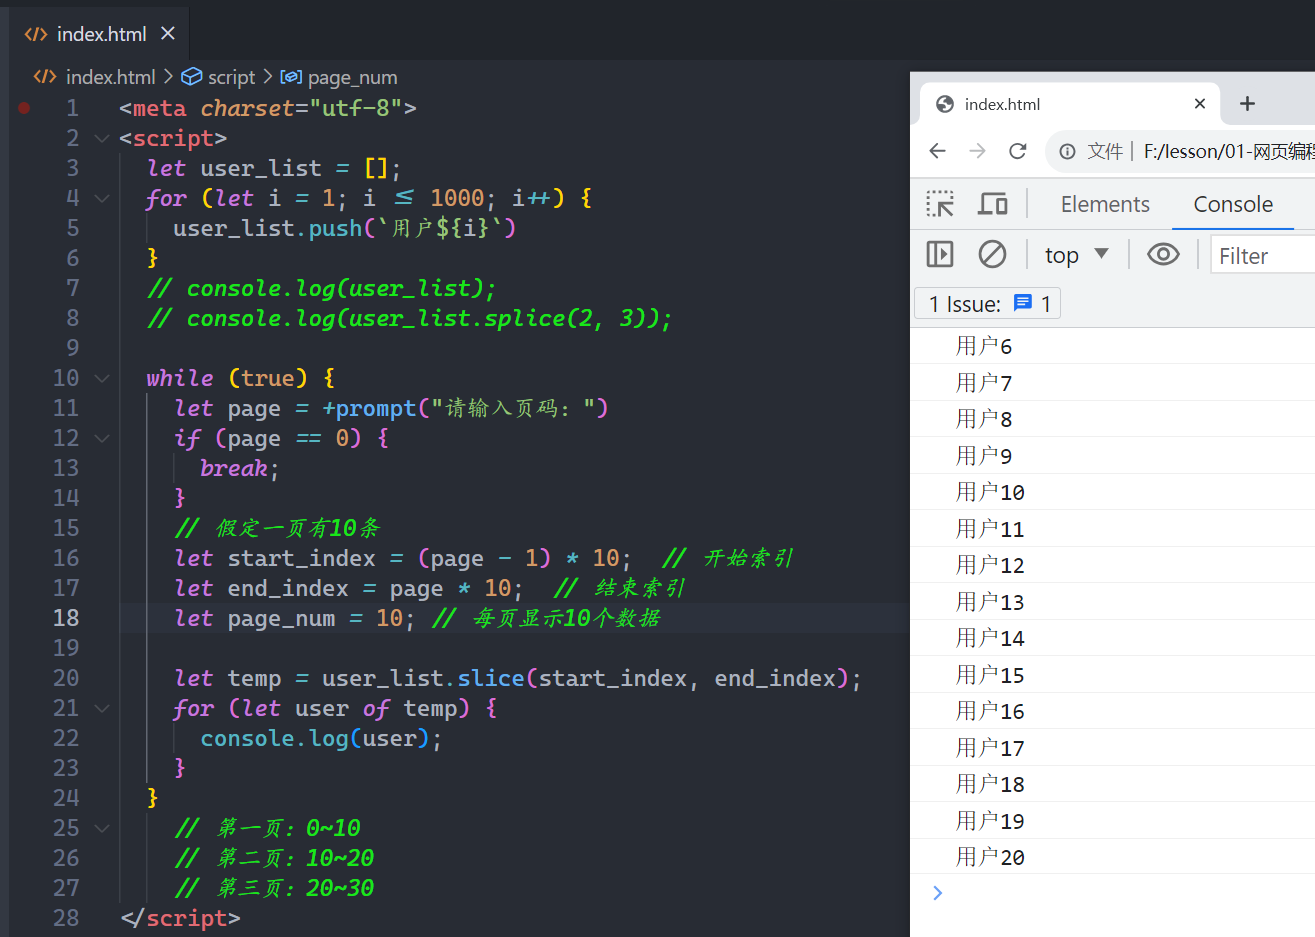 index.html
index.html > script > page_num
1 <meta charset="utf-8">
2 <script>
3 let user_list = [];
4 for (let i = 1; i ≤ 1000; i++) {
5 user_list.push(`用户${i}`)
6 }
7 // console.log(user_list);
8 // console.log(user_list.splice(2, 3));
9
10 while (true) {
11 let page = +prompt("请输入页码：")
12 if (page == 0) {
13 break;
14 }
15 // 假定一页有10条
16 let start_index = (page - 1) * 10; // 开始索引
17 let end_index = page * 10; // 结束索引
18 let page_num = 10; // 每页显示10个数据
19
20 let temp = user_list.slice(start_index, end_index);
21 for (let user of temp) {
22 console.log(user);
23 }
24 }
25 // 第一页：0~10
26 // 第二页：10~20
27 // 第三页：20~30
28 </script>
index.html
文件 | F:/lesson/01-网页编程
Elements Console
top Filter
1 Issue: 1
用户6
用户7
用户8
用户9
用户10
用户11
用户12
用户13
用户14
用户15
用户16
用户17
用户18
用户19
用户20